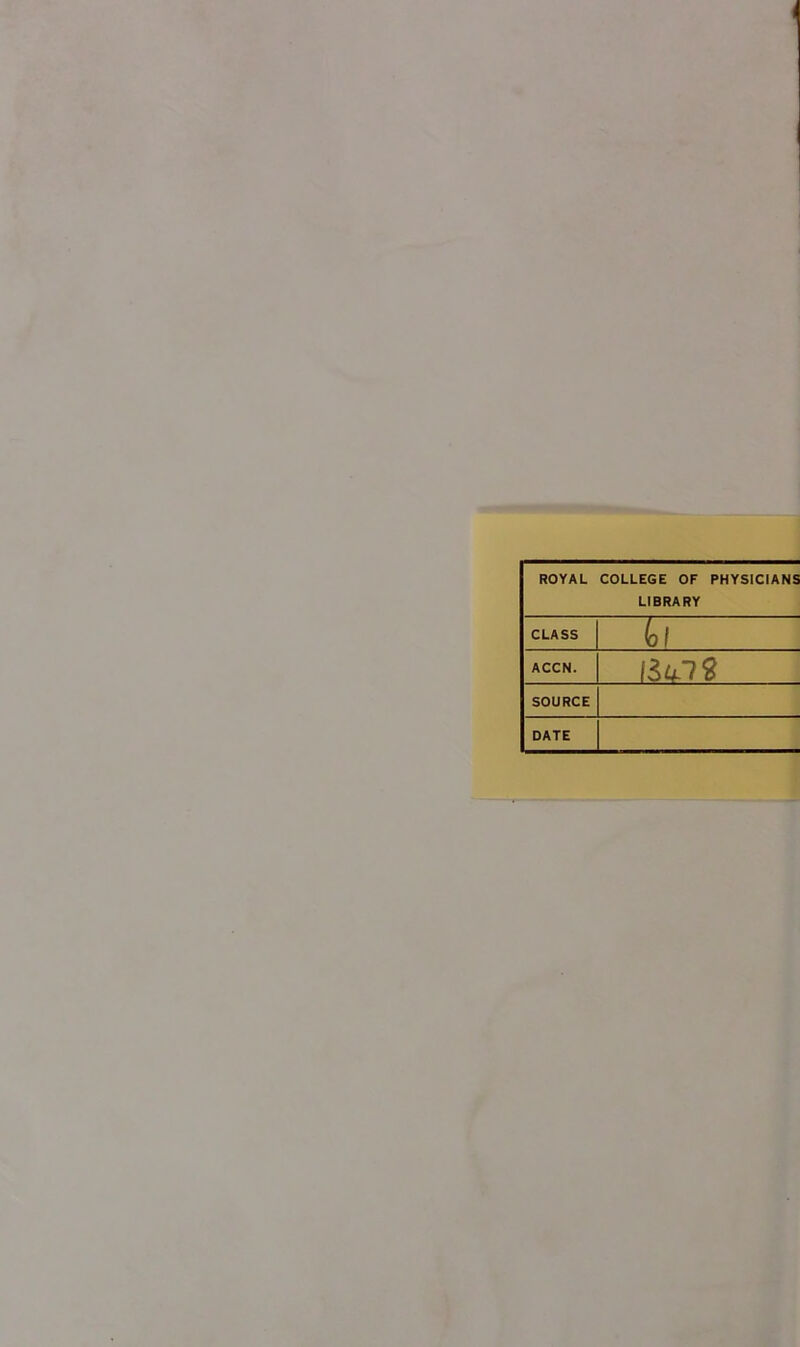 ROYAL COLLEGE OF PHYSICIANS
LIBRARY
CLASS 61
ACCN. 13478
SOURCE
DATE